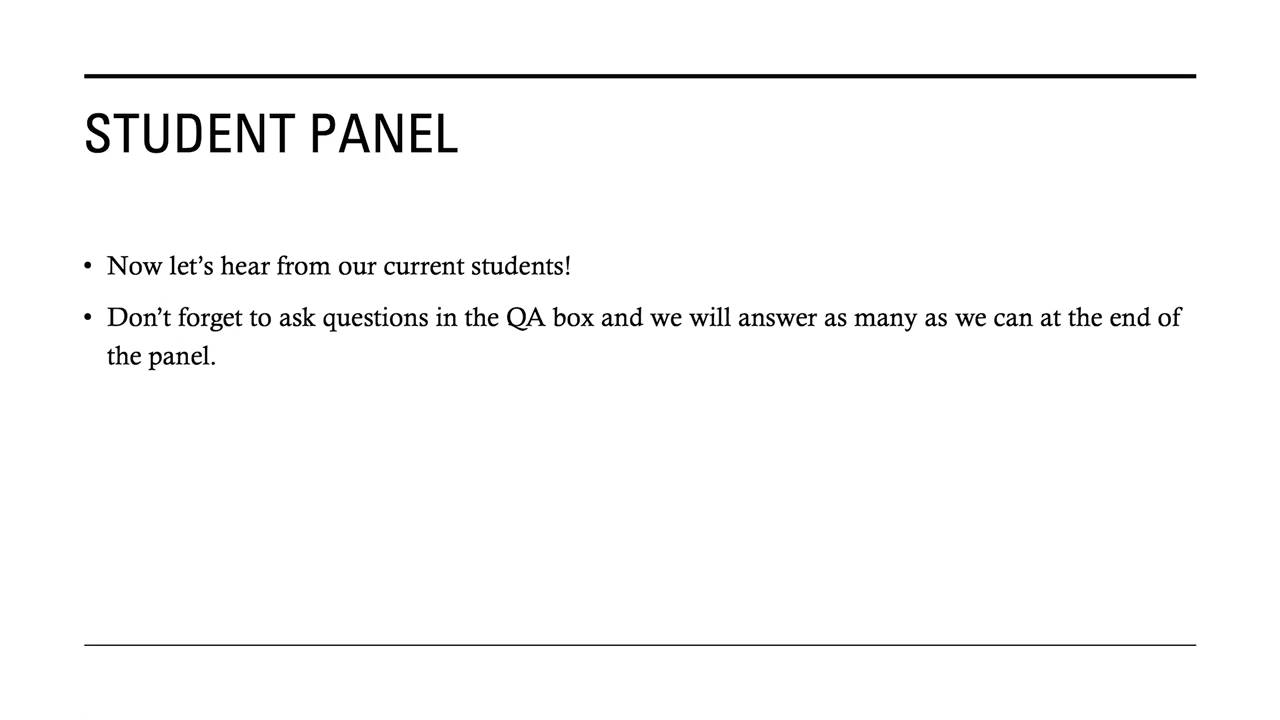 STUDENT PANEL
• Now let’s hear from our current students!
• Don’t forget to ask questions in the QA box and we will answer as many as we can at the end of
the panel.